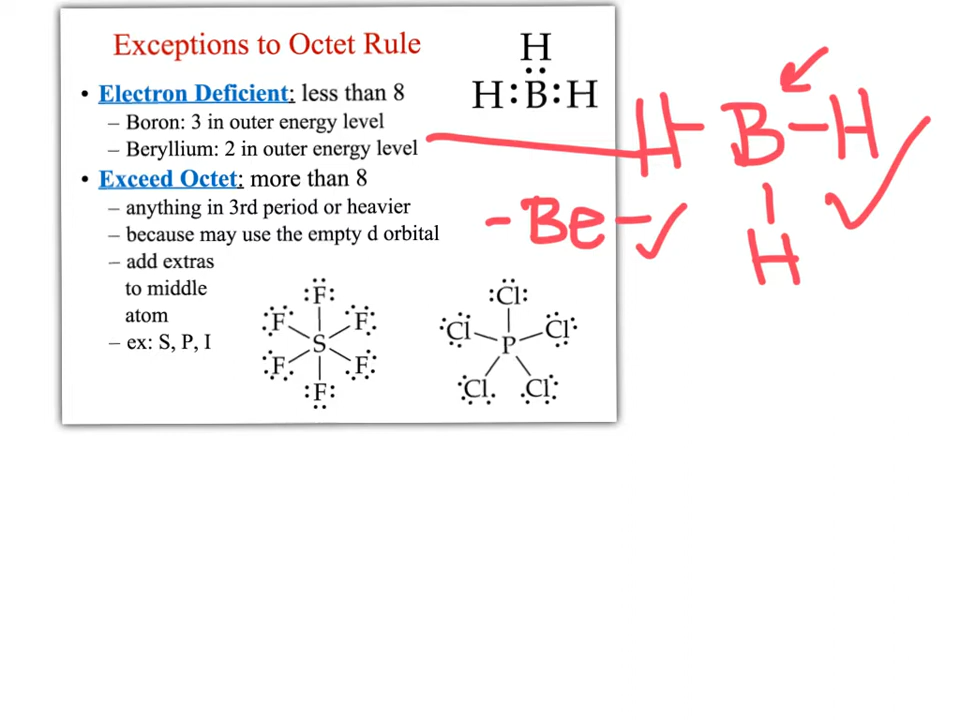 Exceptions to Octet Rule
• Electron Deficient: less than 8
– Boron: 3 in outer energy level
– Beryllium: 2 in outer energy level
• Exceed Octet: more than 8
– anything in 3rd period or heavier
– because may use the empty d orbital
– add extras
to middle
atom
– ex: S, P, I
H
H:B:H
H-B-H
H
-Be-
:F:
:F F:
S
:F: :F:
:F:
:Cl:
:Cl Cl:
P
:Cl. .Cl: